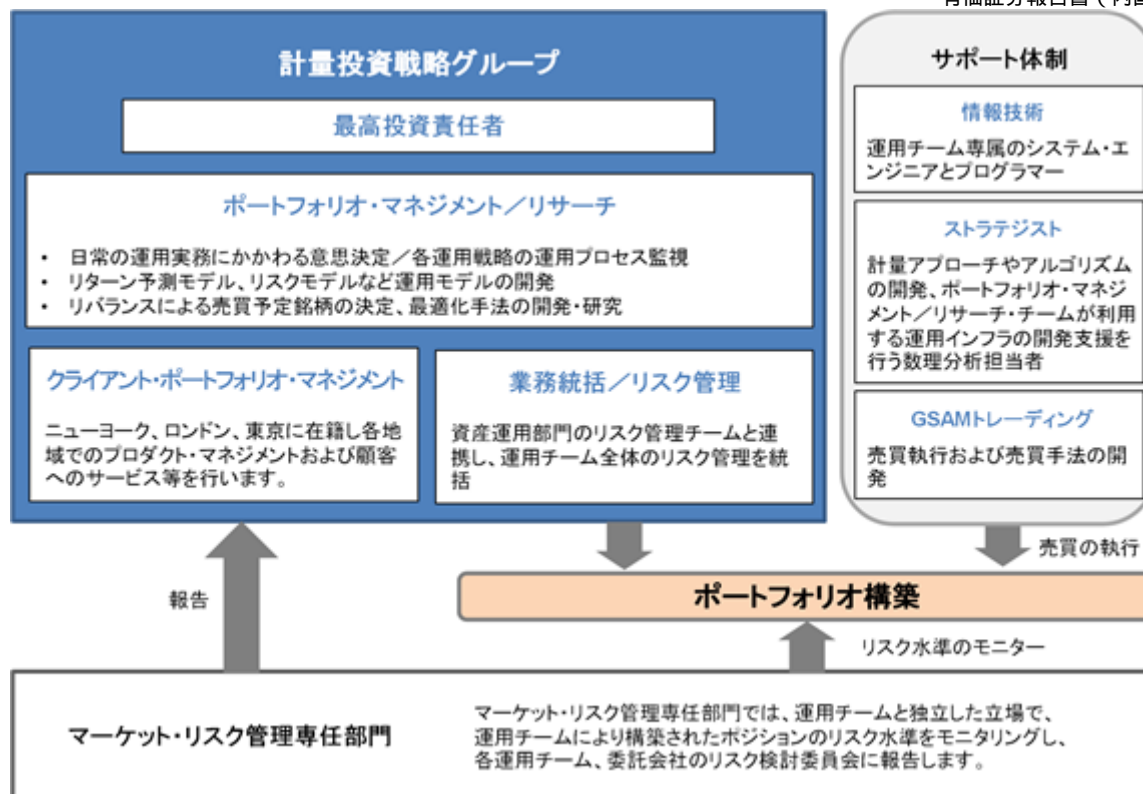 計量投資戦略グループ
最高投資責任者
ポートフォリオ・マネジメント／リサーチ
• 日常の運用実務にかかわる意思決定／各運用戦略の運用プロセス監視
• リターン予測モデル、リスクモデルなど運用モデルの開発
• リバランスによる売買予定銘柄の決定、最適化手法の開発・研究
クライアント・ポートフォリオ・マネジメント
ニューヨーク、ロンドン、東京に在籍し各地
域でのプロダクト・マネジメントおよび顧客
へのサービス等を行います。
業務統括／リスク管理
資産運用部門のリスク管理チームと連
携し、運用チーム全体のリスク管理を統
括
サポート体制
情報技術
運用チーム専属のシステム・エ
ンジニアとプログラマー
ストラテジスト
計量アプローチやアルゴリズム
の開発、ポートフォリオ・マネジ
メント／リサーチ・チームが利用
する運用インフラの開発支援を
行う数理分析担当者
GSAMトレーディング
売買執行および売買手法の開
発
売買の執行
報告
ポートフォリオ構築
リスク水準のモニター
マーケット・リスク管理専任部門
マーケット・リスク管理専任部門では、運用チームと独立した立場で、
運用チームにより構築されたポジションのリスク水準をモニタリングし、
各運用チーム、委託会社のリスク検討委員会に報告します。